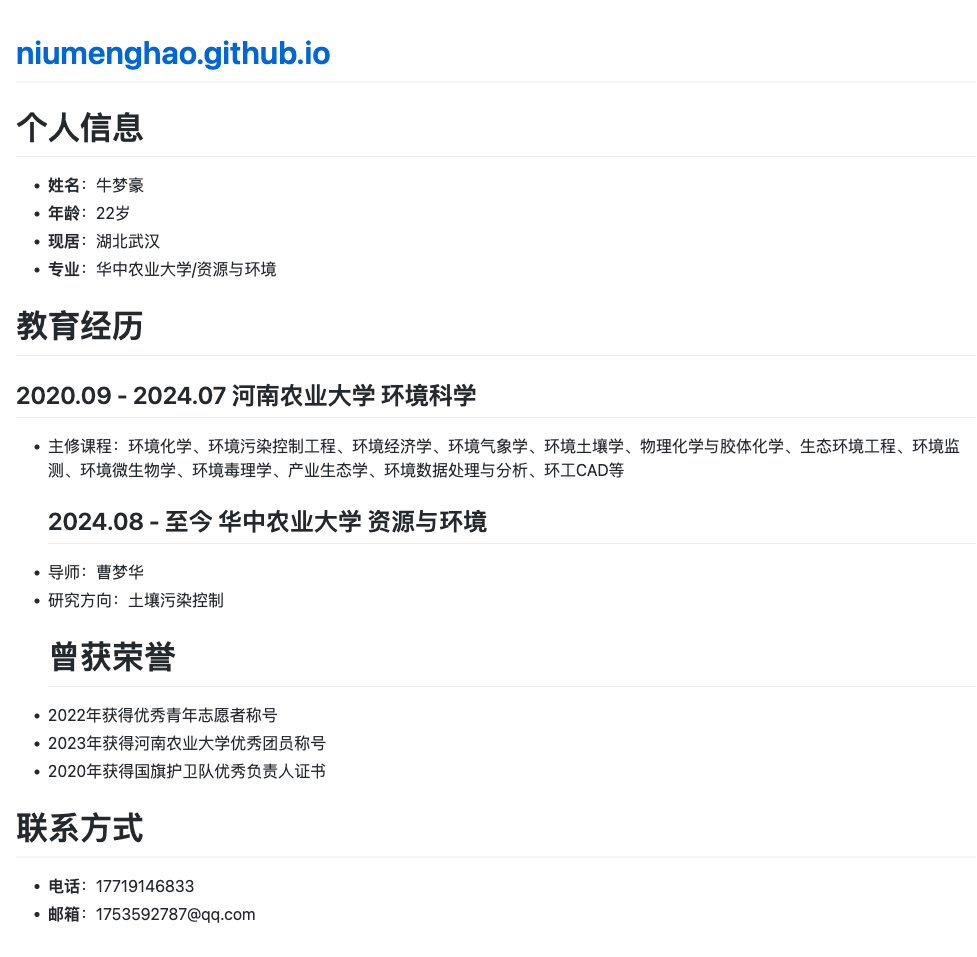 niumenghao.github.io
个人信息
姓名：牛梦豪
年龄：22岁
现居：湖北武汉
专业：华中农业大学/资源与环境
教育经历
2020.09 - 2024.07 河南农业大学 环境科学
主修课程：环境化学、环境污染控制工程、环境经济学、环境气象学、环境土壤学、物理化学与胶体化学、生态环境工程、环境监
测、环境微生物学、环境毒理学、产业生态学、环境数据处理与分析、环工CAD等
2024.08 - 至今 华中农业大学 资源与环境
导师：曹梦华
研究方向：土壤污染控制
曾获荣誉
2022年获得优秀青年志愿者称号
2023年获得河南农业大学优秀团员称号
2020年获得国旗护卫队优秀负责人证书
联系方式
电话：17719146833
邮箱：1753592787@qq.com